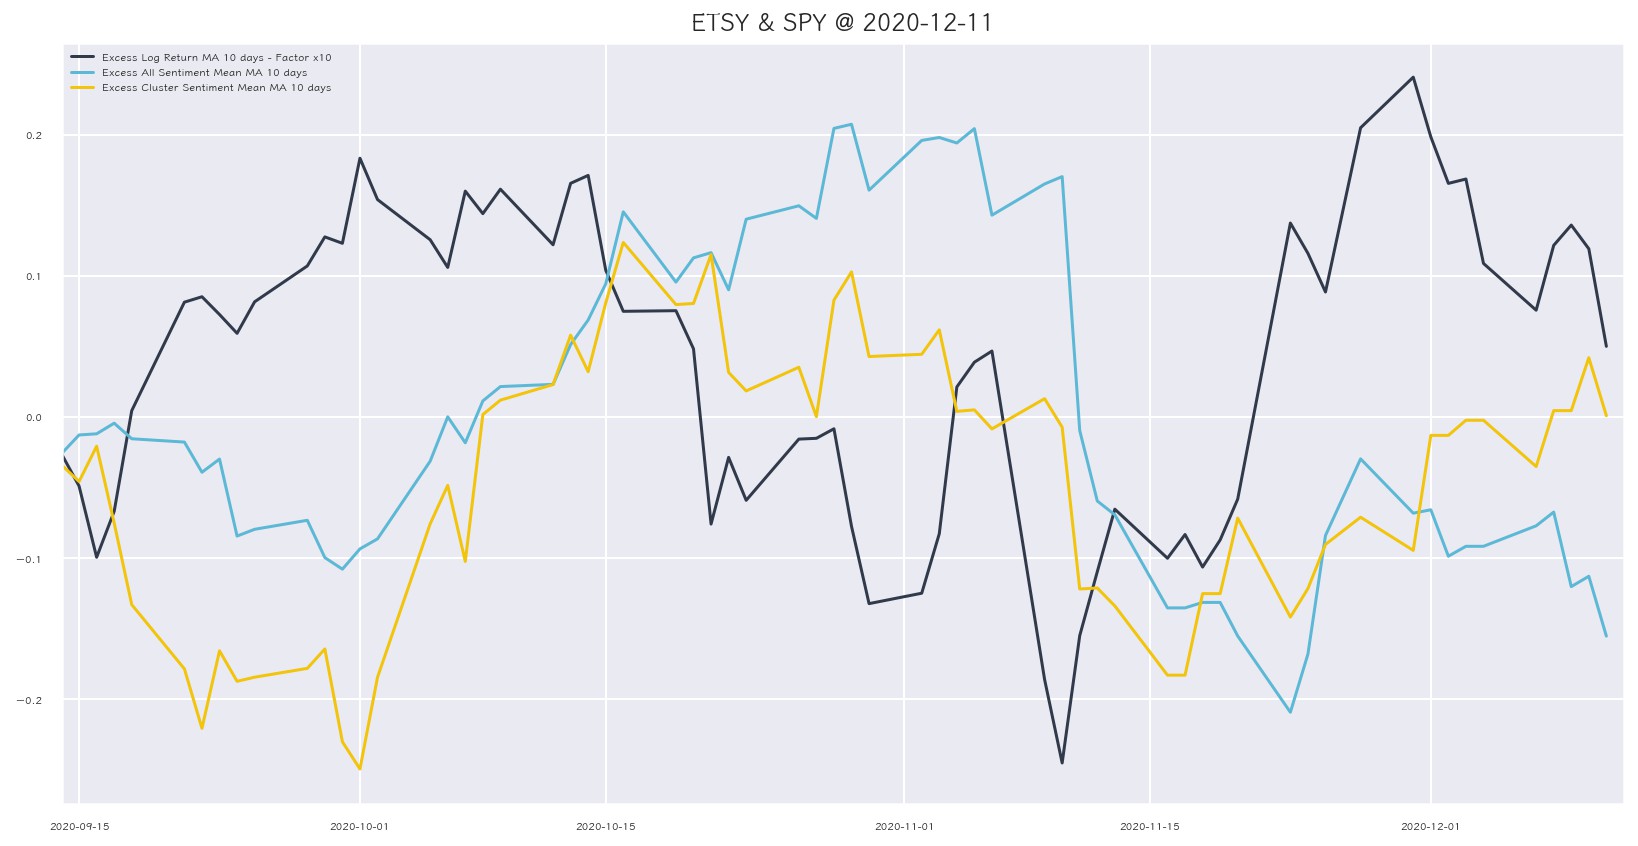 ETSY & SPY @ 2020-12-11
Excess Log Return MA 10 days - Factor x10
Excess All Sentiment Mean MA 10 days
Excess Cluster Sentiment Mean MA 10 days
0.2
0.1
0.0
−0.1
−0.2
2020-09-15 2020-10-01 2020-10-15 2020-11-01 2020-11-15 2020-12-01